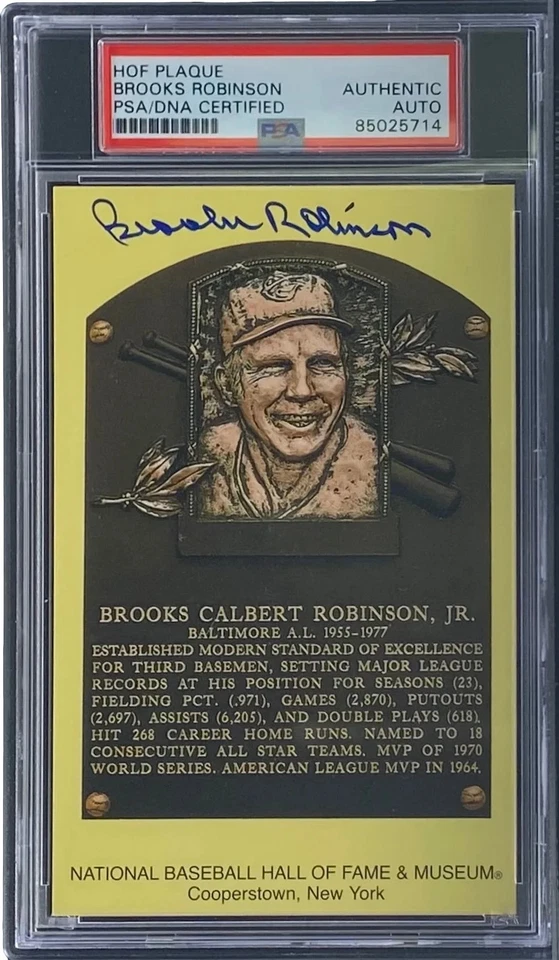 HOF PLAQUE
BROOKS ROBINSON
PSA/DNA CERTIFIED
AUTHENTIC
AUTO
85025714
PSA
Brooks Robinson
BROOKS CALBERT ROBINSON, JR.
BALTIMORE A.L. 1955-1977
ESTABLISHED MODERN STANDARD OF EXCELLENCE
FOR THIRD BASEMEN, SETTING MAJOR LEAGUE
RECORDS AT HIS POSITION FOR SEASONS (23),
FIELDING PCT. (.971), GAMES (2,870), PUTOUTS
(2,697), ASSISTS (6,205), AND DOUBLE PLAYS (618).
HIT 268 CAREER HOME RUNS. NAMED TO 18
CONSECUTIVE ALL STAR TEAMS. MVP OF 1970
WORLD SERIES. AMERICAN LEAGUE MVP IN 1964.
NATIONAL BASEBALL HALL OF FAME & MUSEUM®
Cooperstown, New York